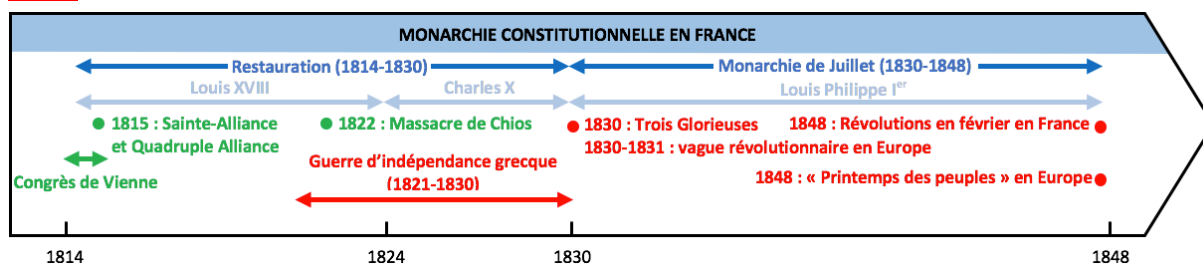 MONARCHIE CONSTITUTIONNELLE EN FRANCE
Restauration (1814-1830)
Monarchie de Juillet (1830-1848)
Louis XVIII
Charles X
Louis Philippe Ier
1815 : Sainte-Alliance
et Quadruple Alliance
1822 : Massacre de Chios
1830 : Trois Glorieuses
1830-1831 : vague révolutionnaire en Europe
1848 : Révolutions en février en France
Congrès de Vienne
Guerre d’indépendance grecque
(1821-1830)
1848 : « Printemps des peuples » en Europe
1814
1824
1830
1848